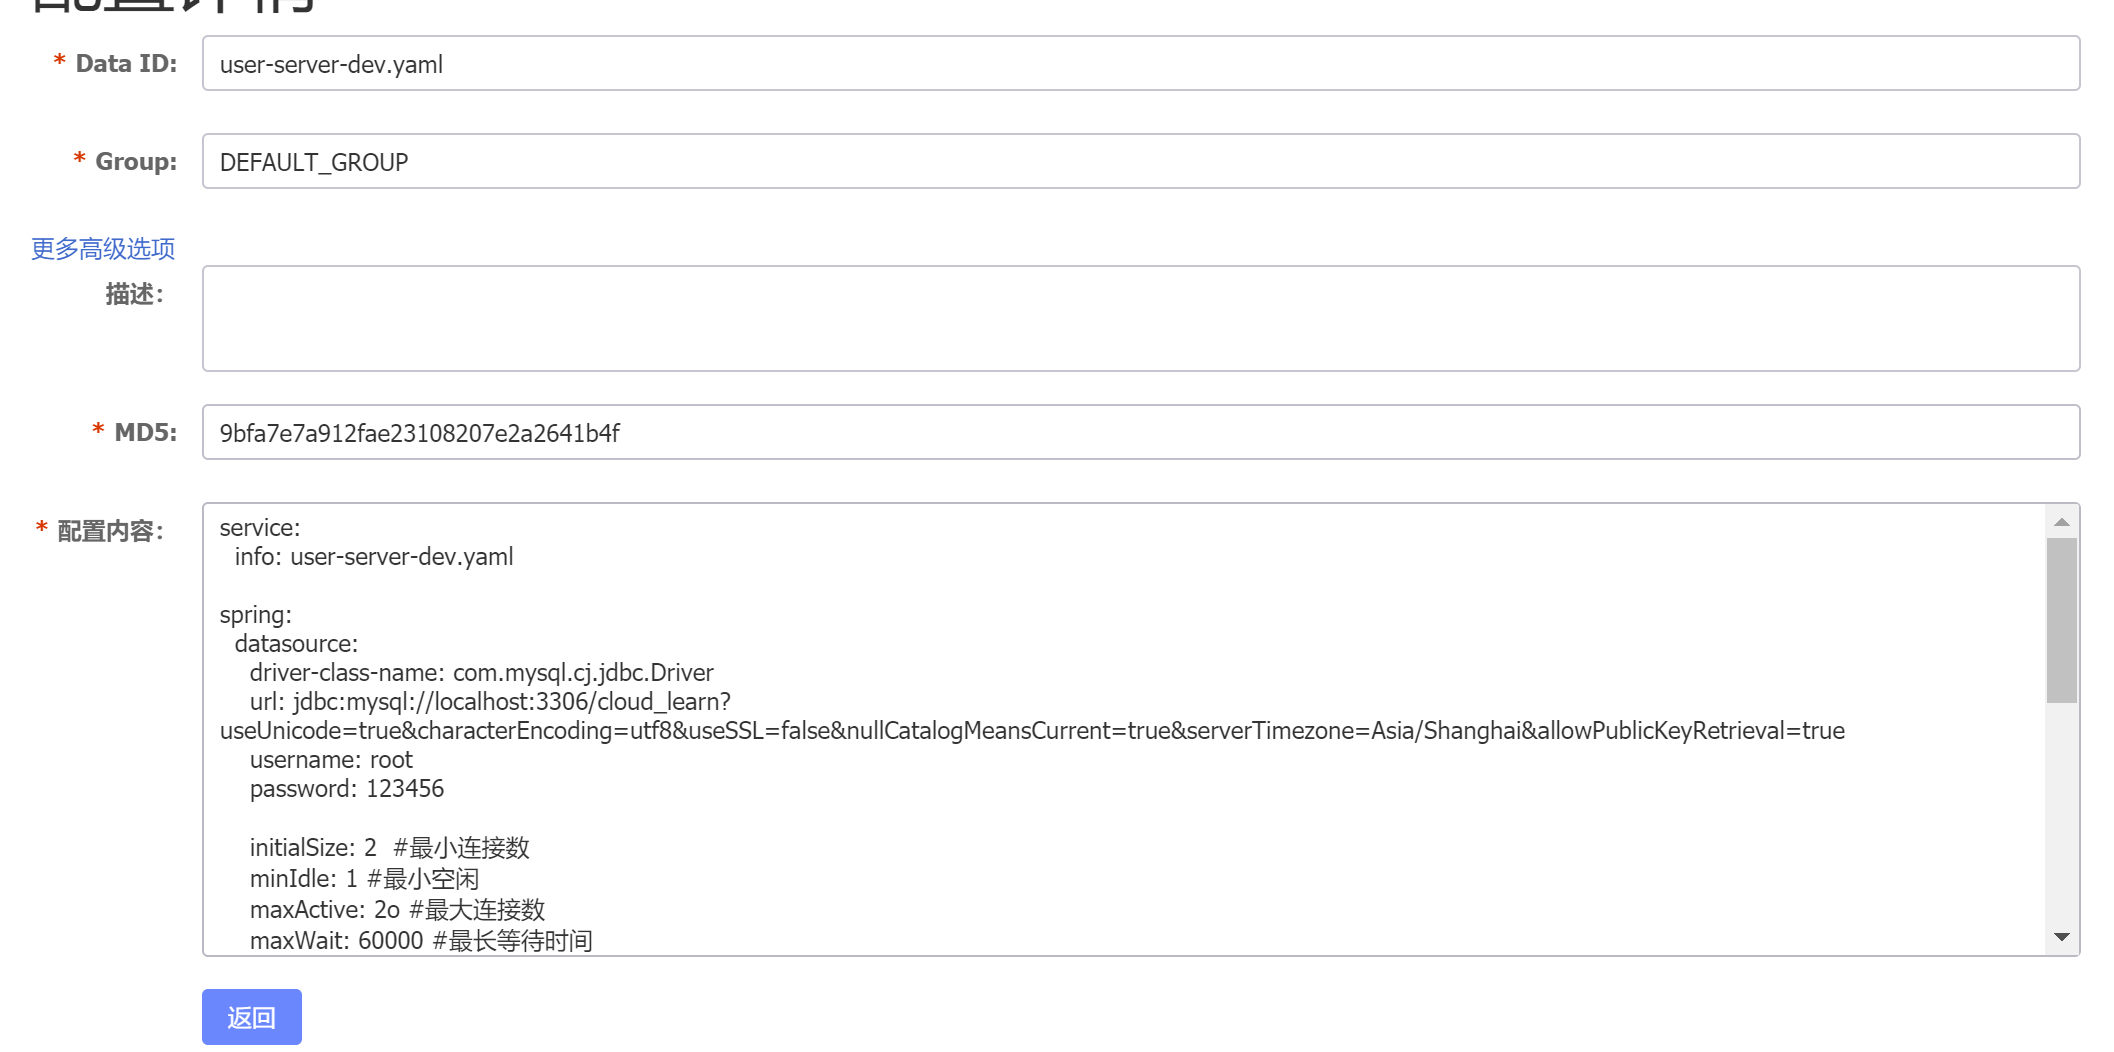 配置详情
* Data ID: user-server-dev.yaml
* Group: DEFAULT_GROUP
更多高级选项
描述:
* MD5: 9bfa7e7a912fae23108207e2a2641b4f
* 配置内容: service:
info: user-server-dev.yaml
spring:
datasource:
driver-class-name: com.mysql.cj.jdbc.Driver
url: jdbc:mysql://localhost:3306/cloud_learn?
useUnicode=true&characterEncoding=utf8&useSSL=false&nullCatalogMeansCurrent=true&serverTimezone=Asia/Shanghai&allowPublicKeyRetrieval=true
username: root
password: 123456
initialSize: 2  #最小连接数
minIdle: 1 #最小空闲
maxActive: 2o #最大连接数
maxWait: 60000 #最长等待时间
返回